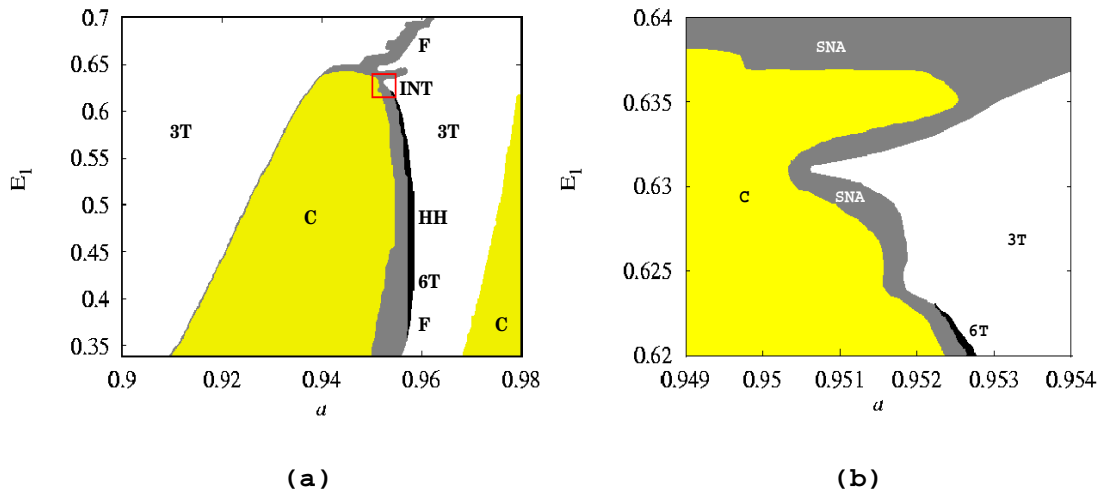 0.7
0.65
0.6
0.55
0.5
0.45
0.4
0.35
E1
0.9
0.92
0.94
0.96
0.98
a
F
INT
3T
3T
C
HH
6T
F
C
(a)
0.64
0.635
0.63
0.625
0.62
E1
0.949
0.95
0.951
0.952
0.953
0.954
a
SNA
SNA
C
3T
6T
(b)